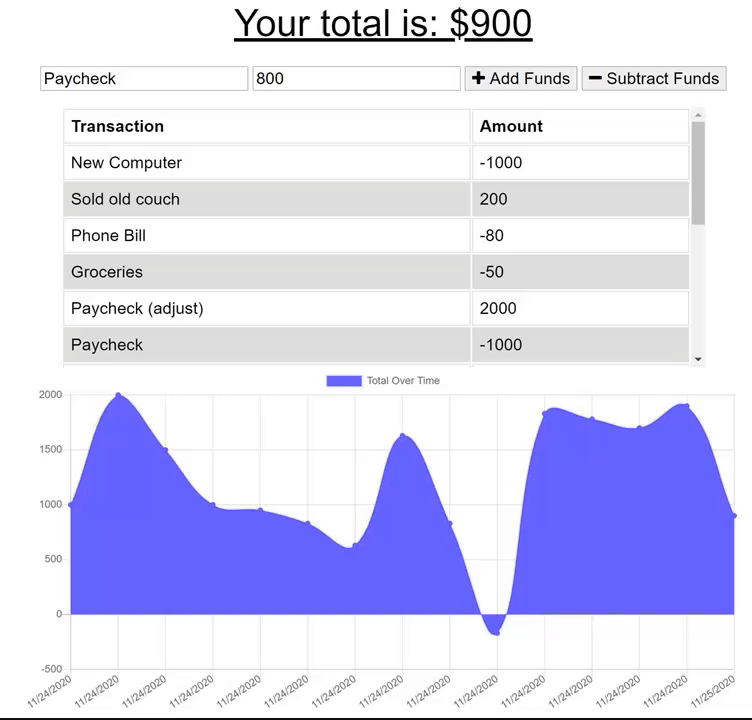 Your total is: $900
Paycheck 800 Add Funds Subtract Funds
Transaction Amount
New Computer -1000
Sold old couch 200
Phone Bill -80
Groceries -50
Paycheck (adjust) 2000
Paycheck -1000
Total Over Time
2000
1500
1000
500
0
-500
11/24/2020 11/24/2020 11/24/2020 11/24/2020 11/24/2020 11/24/2020 11/24/2020 11/24/2020 11/24/2020 11/24/2020 11/24/2020 11/24/2020 11/24/2020 11/24/2020 11/25/2020